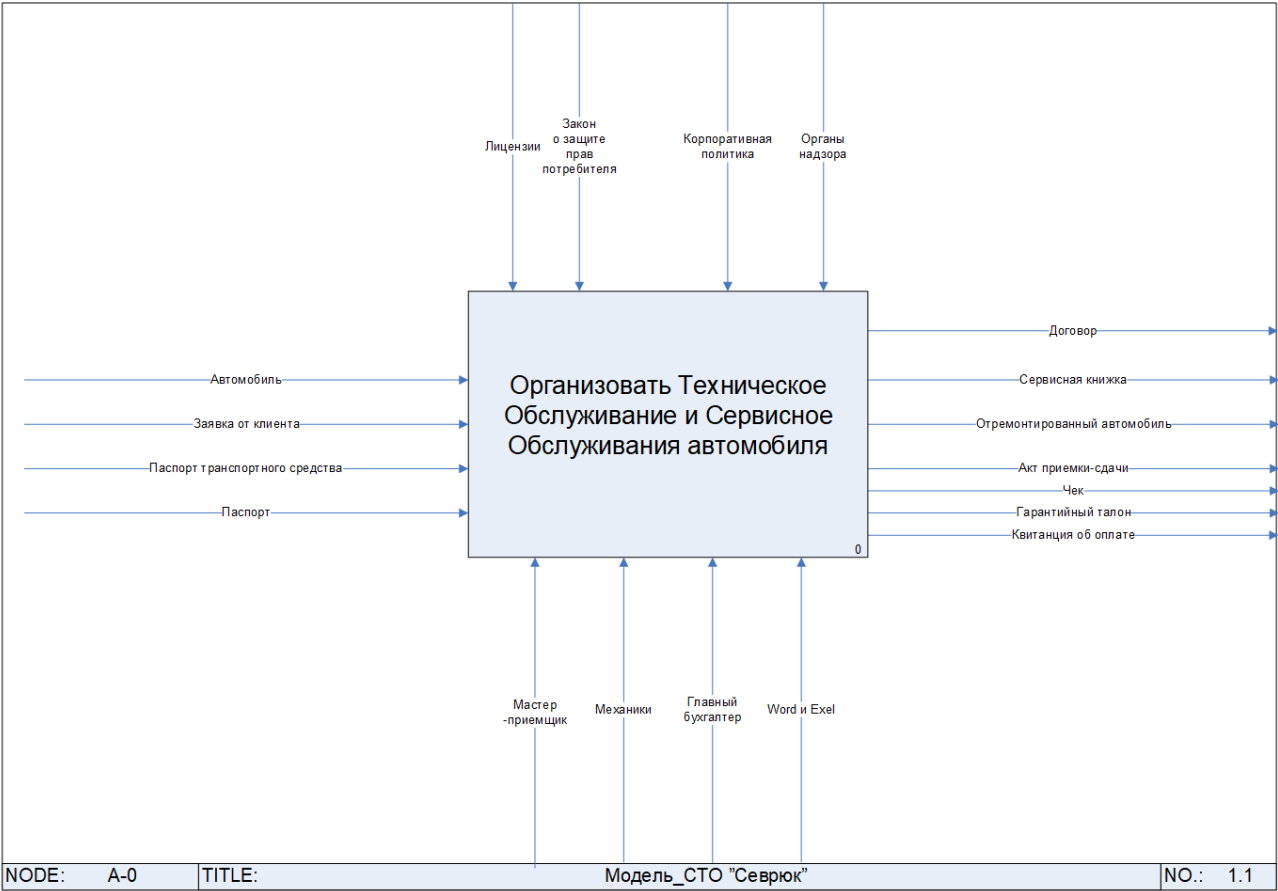 Лицензии
Закон
о защите
прав
потребителя
Корпоративная
политика
Органы
надзора
Автомобиль
Заявка от клиента
Паспорт транспортного средства
Паспорт
Организовать Техническое
Обслуживание и Сервисное
Обслуживания автомобиля
0
Договор
Сервисная книжка
Отремонтированный автомобиль
Акт приемки-сдачи
Чек
Гарантийный талон
Квитанция об оплате
Мастер
-приемщик
Механики
Главный
бухгалтер
Word и Exel
NODE: A-0 TITLE: Модель_СТО "Севрюк" NO.: 1.1